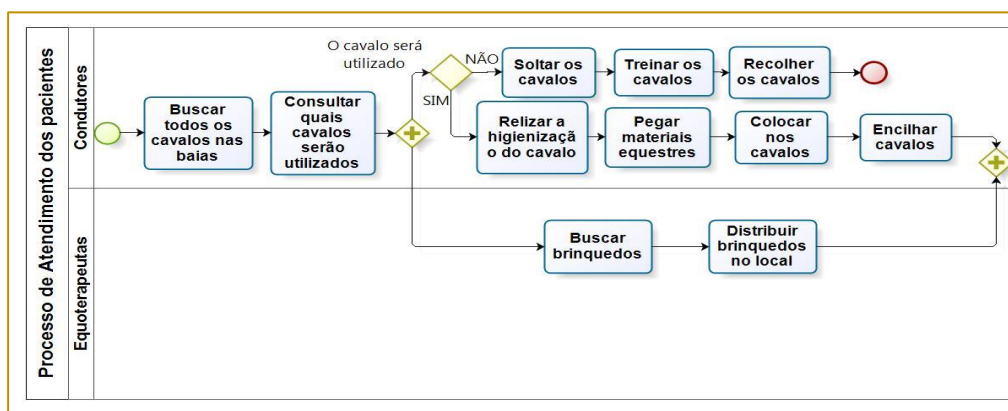 Processo de Atendimento dos pacientes
Condutores
Equoterapeutas
Buscar
todos os
cavalos nas
baias
Consultar
quais
cavalos
serão
utilizados
O cavalo será
utilizado
NÃO
SIM
Soltar os
cavalos
Treinar os
cavalos
Recolher
os cavalos
Relizar a
higienizaçã
o do cavalo
Pegar
materiais
equestres
Colocar
nos
cavalos
Encilhar
cavalos
Buscar
brinquedos
Distribuir
brinquedos
no local